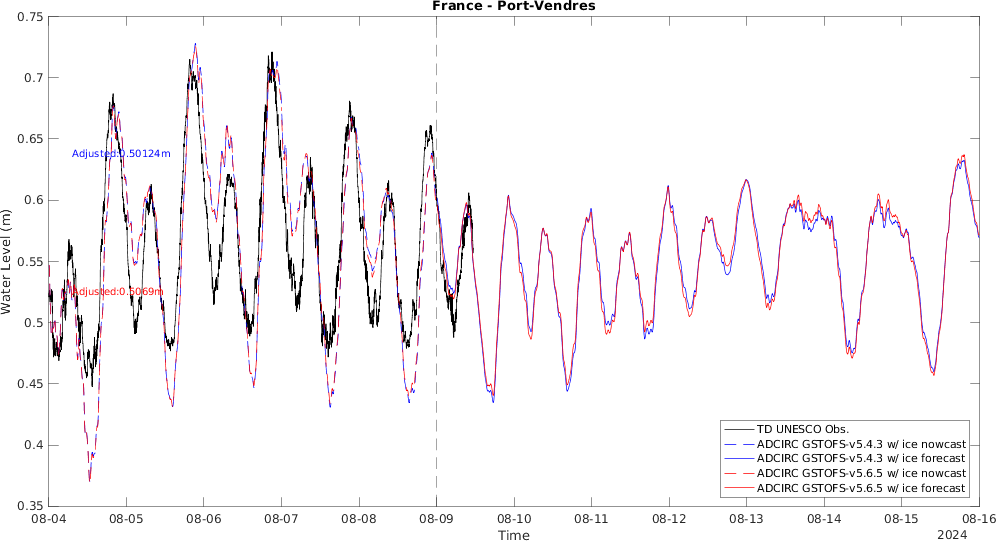 France - Port-Vendres
Water Level (m)
0.75
0.7
0.65
0.6
0.55
0.5
0.45
0.4
0.35
Adjusted:0.50124m
Adjusted:0.5069m
TD UNESCO Obs.
ADCIRC GSTOFS-v5.4.3 w/ ice nowcast
ADCIRC GSTOFS-v5.4.3 w/ ice forecast
ADCIRC GSTOFS-v5.6.5 w/ ice nowcast
ADCIRC GSTOFS-v5.6.5 w/ ice forecast
08-04 08-05 08-06 08-07 08-08 08-09 08-10 08-11 08-12 08-13 08-14 08-15 08-16
Time
2024